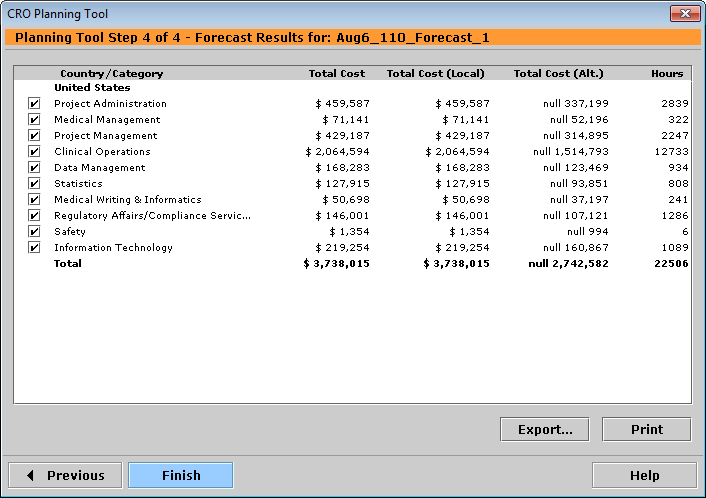 CRO Planning Tool
Planning Tool Step 4 of 4 - Forecast Results for: Aug6_110_Forecast_1
Country/Category Total Cost Total Cost (Local) Total Cost (Alt.) Hours
United States
Project Administration $ 459,587 $ 459,587 null 337,199 2839
Medical Management $ 71,141 $ 71,141 null 52,196 322
Project Management $ 429,187 $ 429,187 null 314,895 2247
Clinical Operations $ 2,064,594 $ 2,064,594 null 1,514,793 12733
Data Management $ 168,283 $ 168,283 null 123,469 934
Statistics $ 127,915 $ 127,915 null 93,851 808
Medical Writing & Informatics $ 50,698 $ 50,698 null 37,197 241
Regulatory Affairs/Compliance Servic... $ 146,001 $ 146,001 null 107,121 1286
Safety $ 1,354 $ 1,354 null 994 6
Information Technology $ 219,254 $ 219,254 null 160,867 1089
Total $ 3,738,015 $ 3,738,015 null 2,742,582 22506
Export... Print
Previous Finish Help